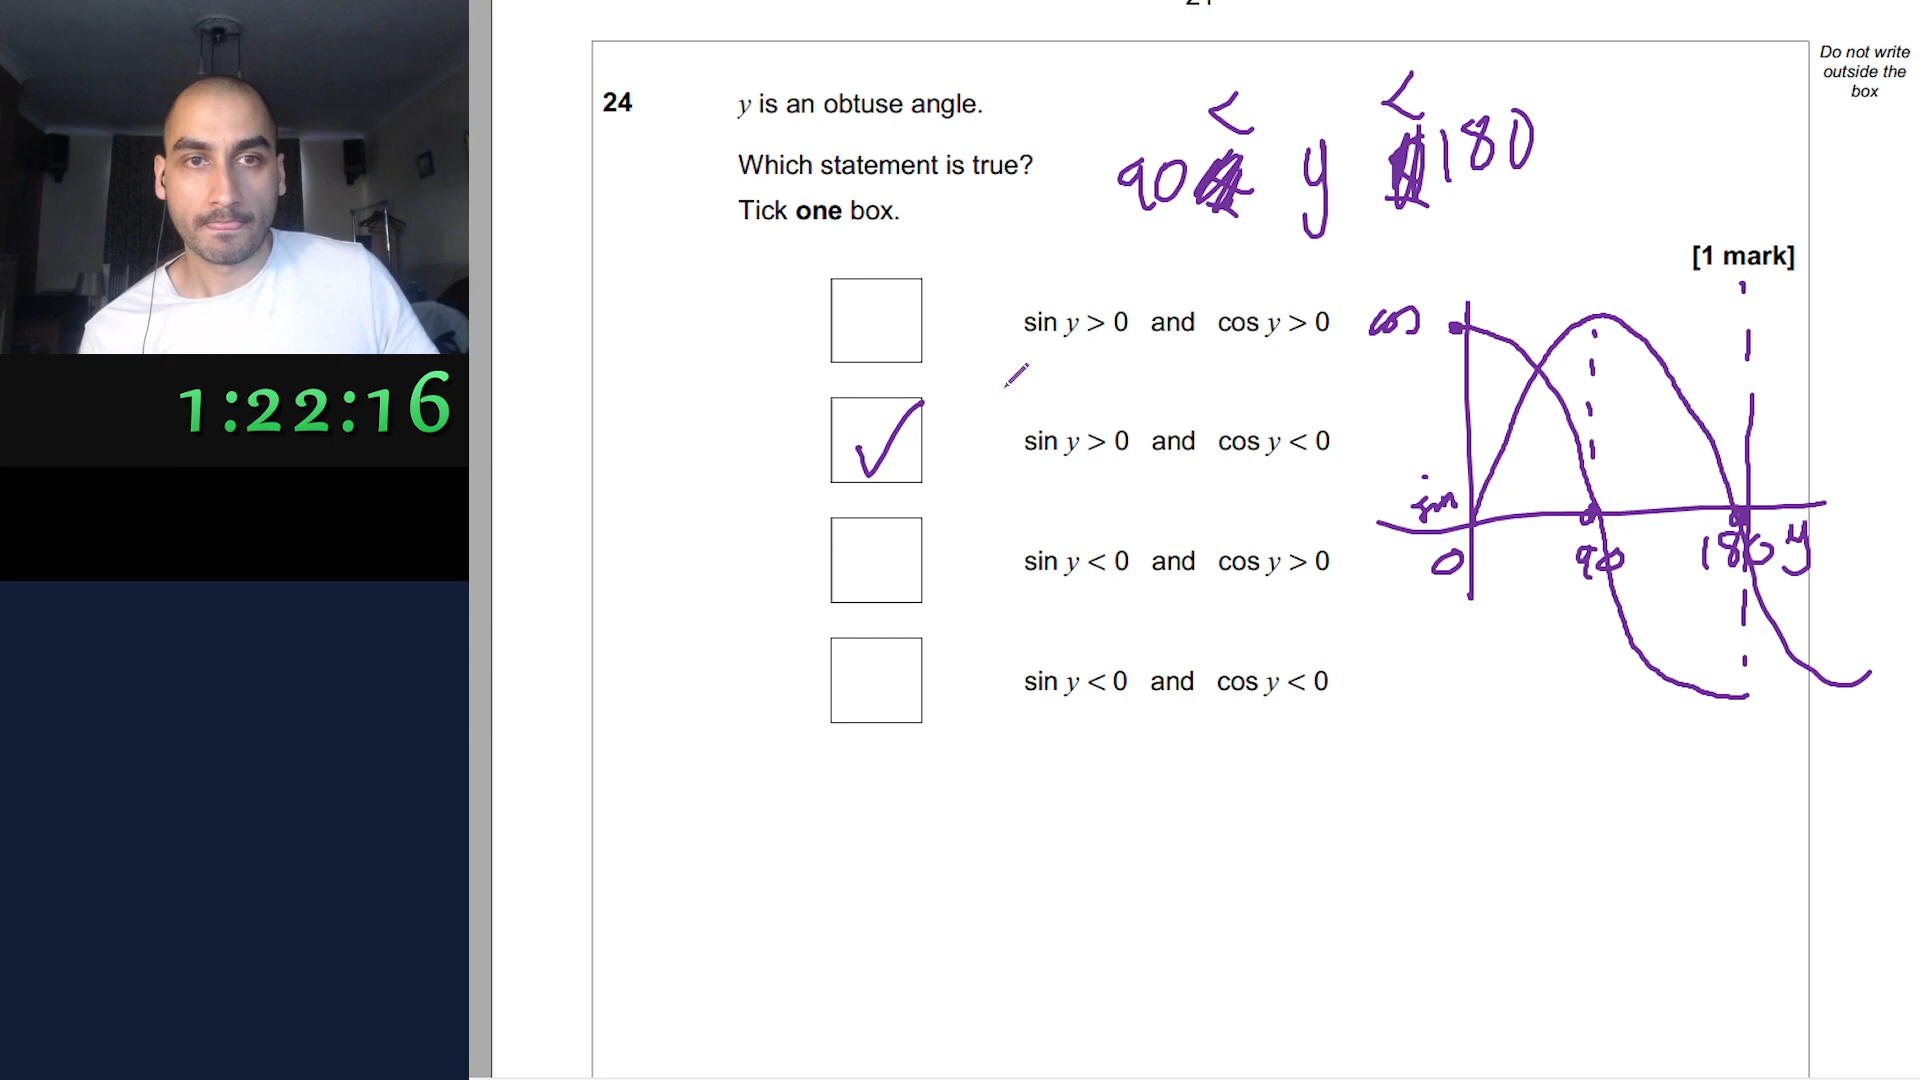 Do not write
outside the
box
24 y is an obtuse angle.
90 < y < 180
Which statement is true?
Tick one box.
[1 mark]
sin y > 0 and cos y > 0
sin y > 0 and cos y < 0
sin y < 0 and cos y > 0
sin y < 0 and cos y < 0
cos
sin
0 90 180 y
1:22:16